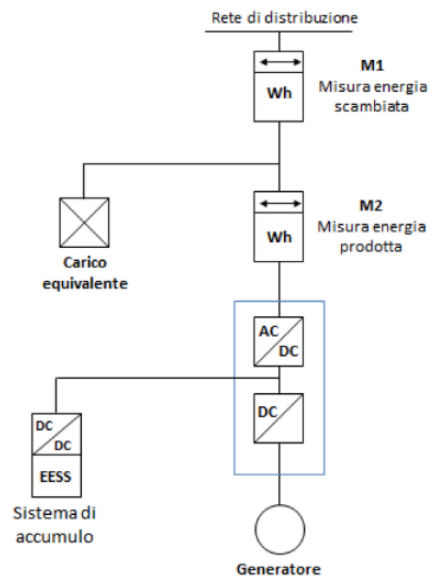 Rete di distribuzione
M1
Misura energia
scambiata
Wh
M2
Misura energia
prodotta
Wh
Carico
equivalente
AC
DC
DC
DC
DC
EESS
Sistema di
accumulo
Generatore